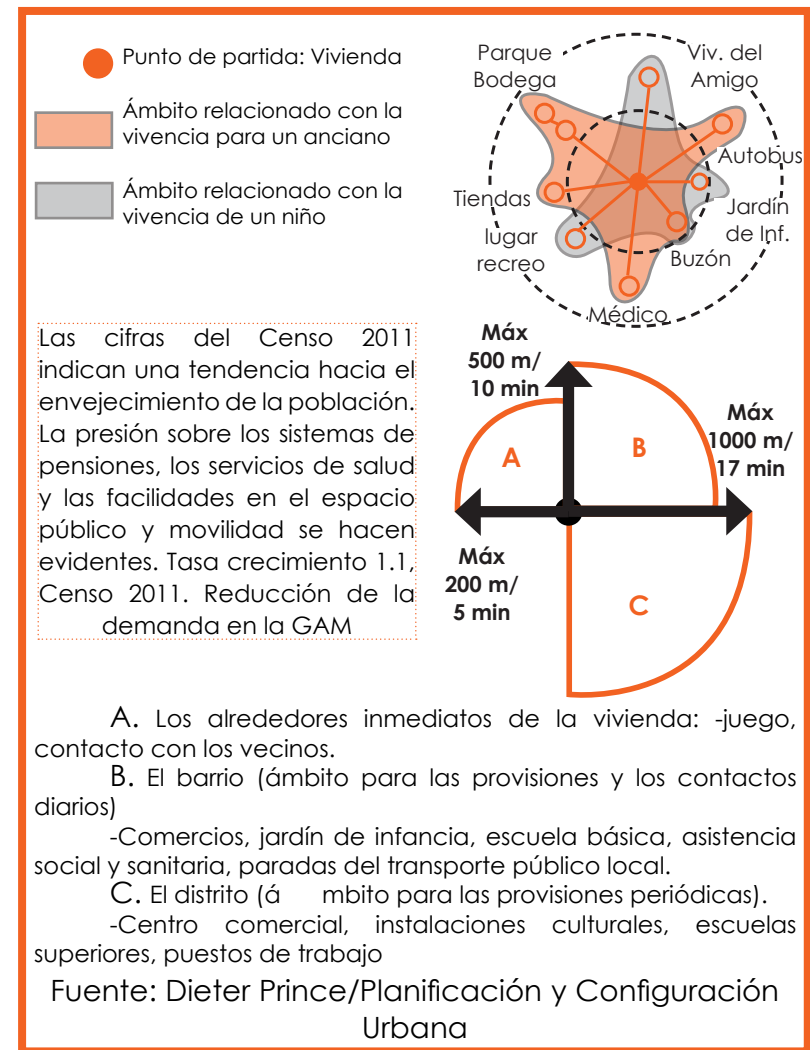 Punto de partida: Vivienda
Ámbito relacionado con la
vivencia para un anciano
Ámbito relacionado con la
vivencia de un niño
Parque
Bodega
Viv. del
Amigo
Autobus
Tiendas
Jardín
de Inf.
lugar
recreo
Buzón
Médico
Las cifras del Censo 2011
indican una tendencia hacia el
envejecimiento de la población.
La presión sobre los sistemas de
pensiones, los servicios de salud
y las facilidades en el espacio
público y movilidad se hacen
evidentes. Tasa crecimiento 1.1,
Censo 2011. Reducción de la
demanda en la GAM
Máx
500 m/
10 min
Máx
1000 m/
17 min
A
B
Máx
200 m/
5 min
C
A. Los alrededores inmediatos de la vivienda: -juego,
contacto con los vecinos.
B. El barrio (ámbito para las provisiones y los contactos
diarios)
-Comercios, jardín de infancia, escuela básica, asistencia
social y sanitaria, paradas del transporte público local.
C. El distrito (á mbito para las provisiones periódicas).
-Centro comercial, instalaciones culturales, escuelas
superiores, puestos de trabajo
Fuente: Dieter Prince/Planificación y Configuración
Urbana